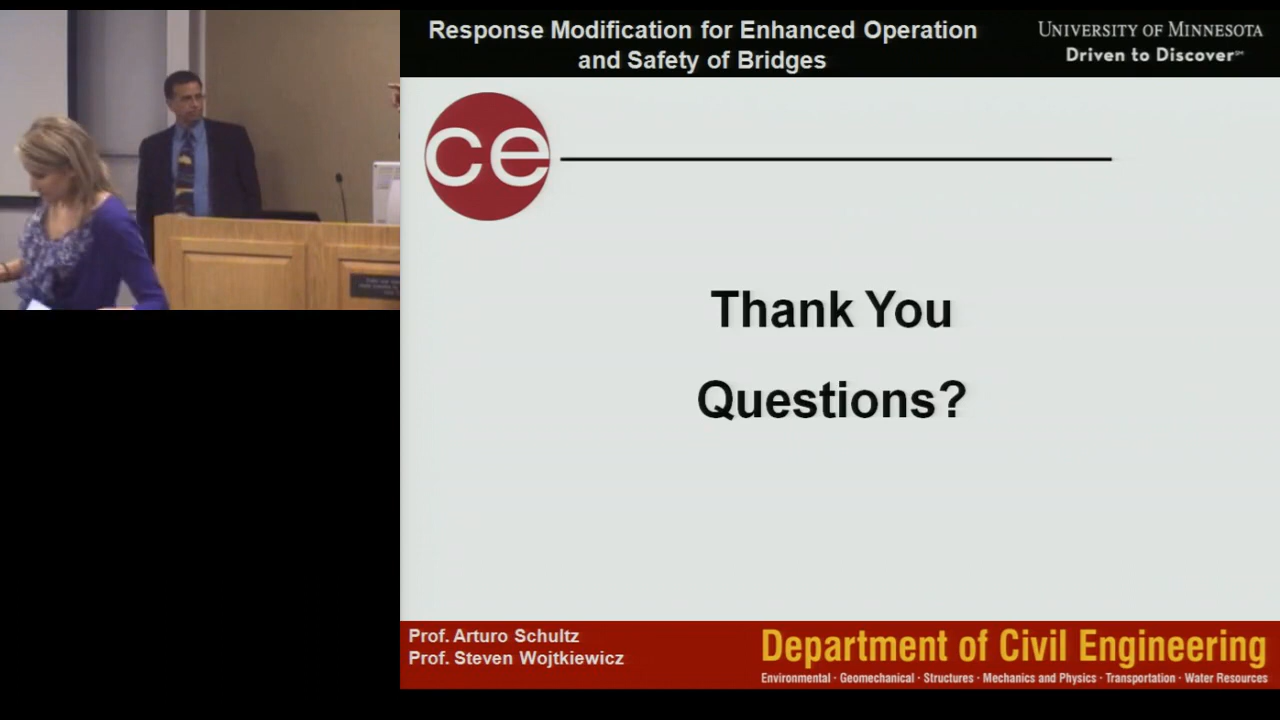 Response Modification for Enhanced Operation
and Safety of Bridges
UNIVERSITY OF MINNESOTA
Driven to Discover℠
ce
Thank You
Questions?
Prof. Arturo Schultz
Prof. Steven Wojtkiewicz
Department of Civil Engineering
Environmental · Geomechanical · Structures · Mechanics and Physics · Transportation · Water Resources